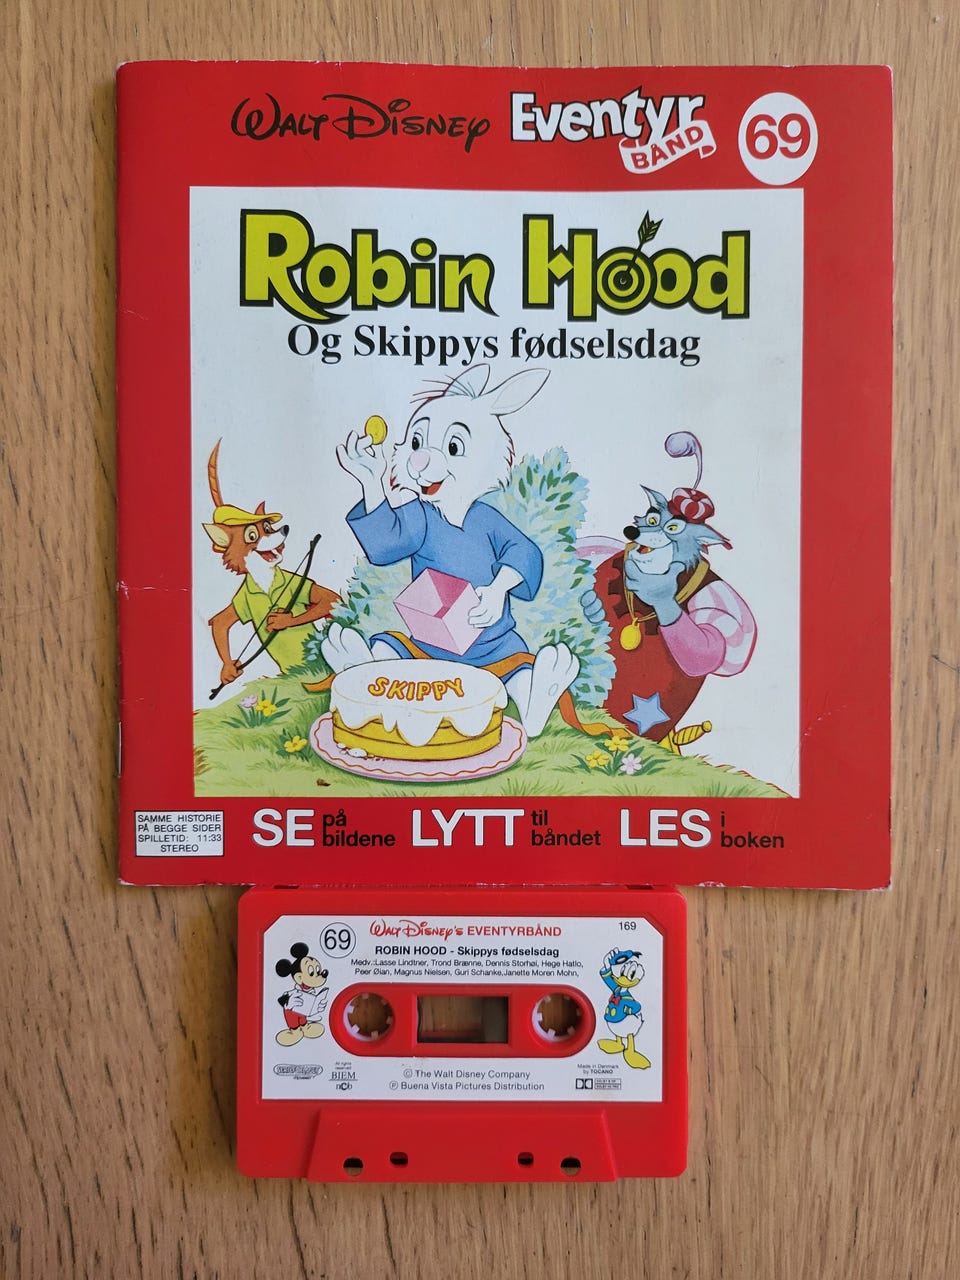 WALT DISNEY Eventyr BÅND 69
Robin Hood
Og Skippys fødselsdag
SKIPPY
SAMME HISTORIE
PÅ BEGGE SIDER
SPILLETID: 11:33
STEREO
SE på bildene LYTT til båndet LES i boken
69 WALT DISNEY'S EVENTYRBÅND 169
ROBIN HOOD - Skippys fødselsdag
Medv.: Lasse Lindtner, Trond Brænne, Dennis Storhøi, Hege Hatlo,
Peer Øian, Magnus Nielsen, Guri Schanke, Janette Moren Mohn,
All rights
reserved
BIEM
ncb
© The Walt Disney Company
℗ Buena Vista Pictures Distribution
Made in Denmark
by TOCANO